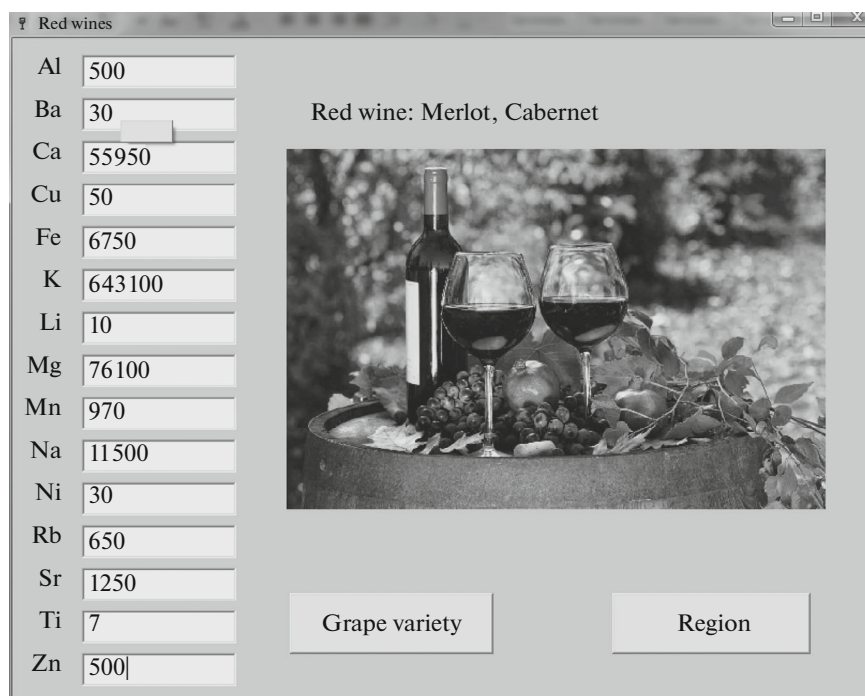 Red wines
Al 500
Ba 30
Ca 55950
Cu 50
Fe 6750
K 643100
Li 10
Mg 76100
Mn 970
Na 11500
Ni 30
Rb 650
Sr 1250
Ti 7
Zn 500
Red wine: Merlot, Cabernet
Grape variety
Region